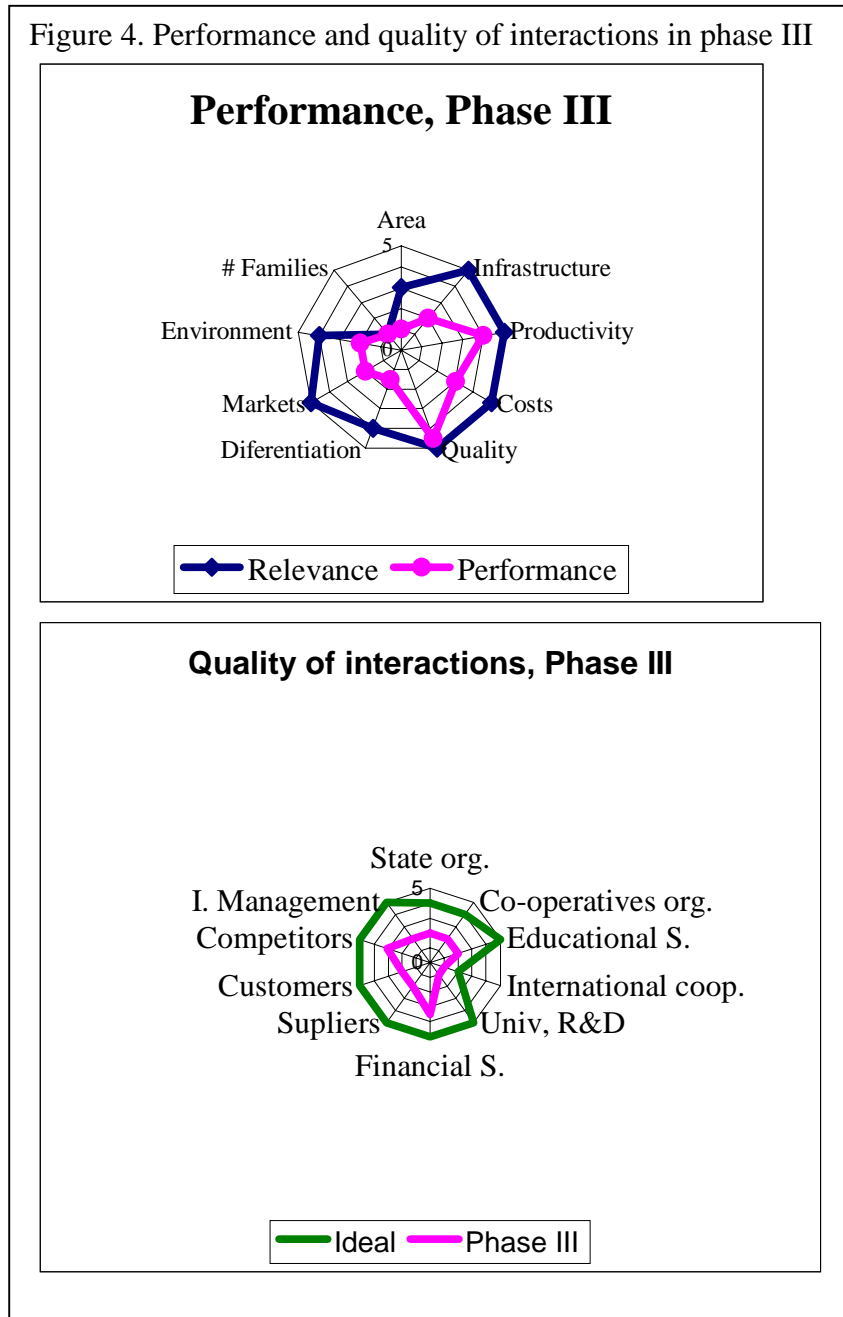 Figure 4. Performance and quality of interactions in phase III
Performance, Phase III
Area
5
# Families
Infrastructure
Environment
Productivity
0
Markets
Costs
Diferentiation
Quality
Relevance
Performance
Quality of interactions, Phase III
State org.
5
I. Management
Co-operatives org.
Competitors
Educational S.
0
Customers
International coop.
Supliers
Univ, R&D
Financial S.
Ideal
Phase III